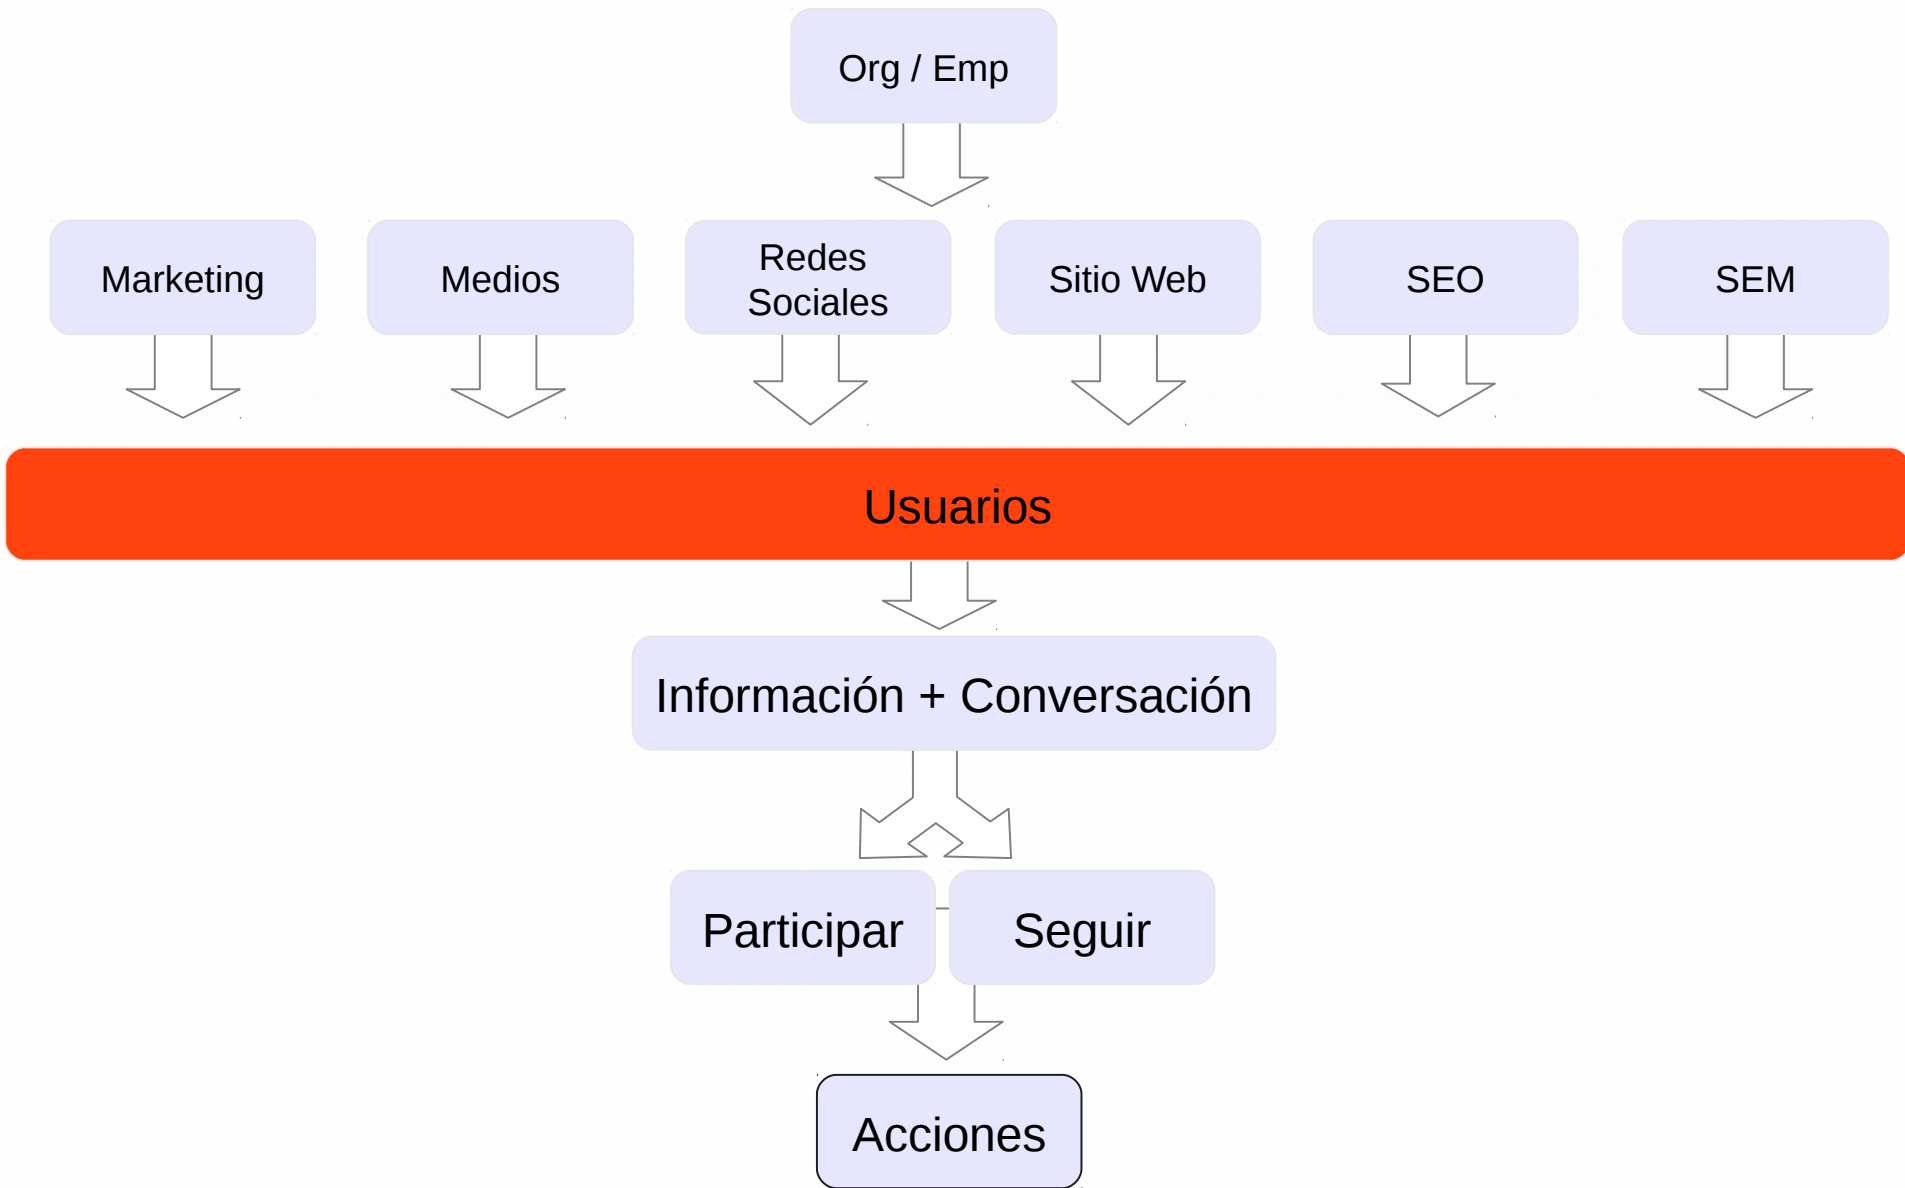 Org / Emp
Marketing
Medios
Redes
Sociales
Sitio Web
SEO
SEM
Usuarios
Información + Conversación
Participar
Seguir
Acciones